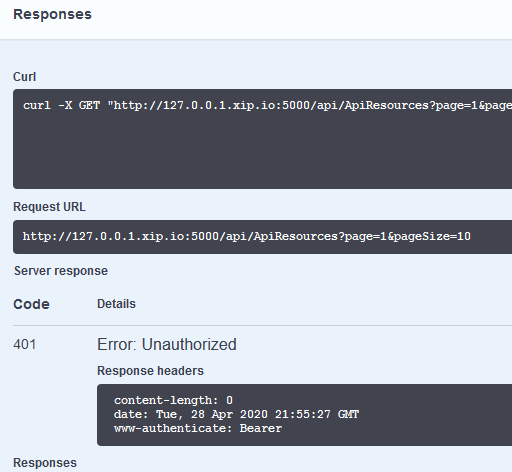 Responses
Curl
curl -X GET "http://127.0.0.1.xip.io:5000/api/ApiResources?page=1&page
Request URL
http://127.0.0.1.xip.io:5000/api/ApiResources?page=1&pageSize=10
Server response
Code Details
401 Error: Unauthorized
Response headers
content-length: 0
date: Tue, 28 Apr 2020 21:55:27 GMT
www-authenticate: Bearer
Responses